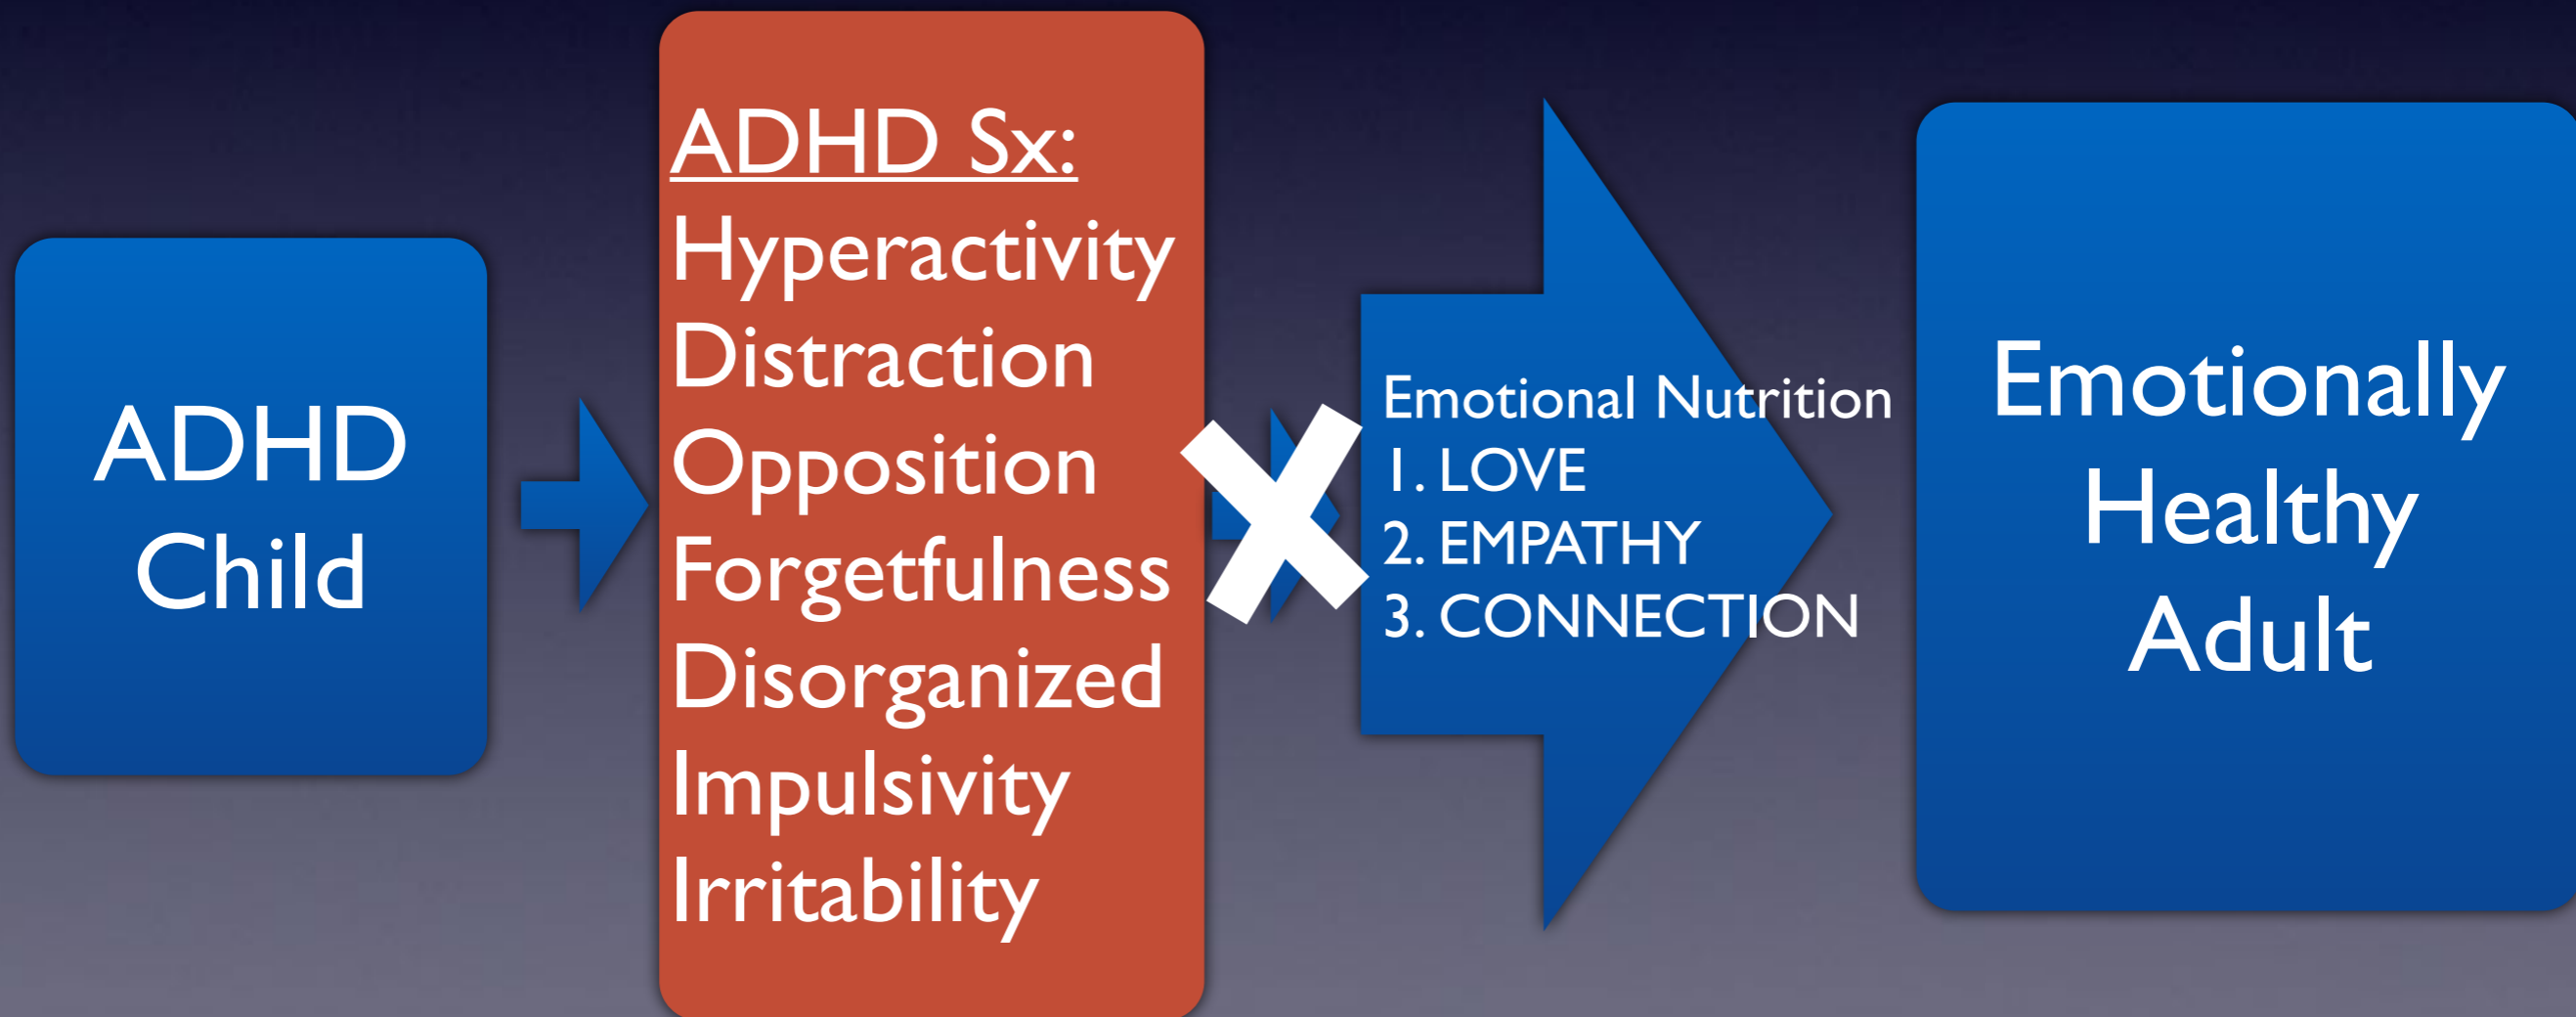 ADHD
Child
ADHD Sx:
Hyperactivity
Distraction
Opposition
Forgetfulness
Disorganized
Impulsivity
Irritability
Emotional Nutrition
1. LOVE
2. EMPATHY
3. CONNECTION
Emotionally
Healthy
Adult